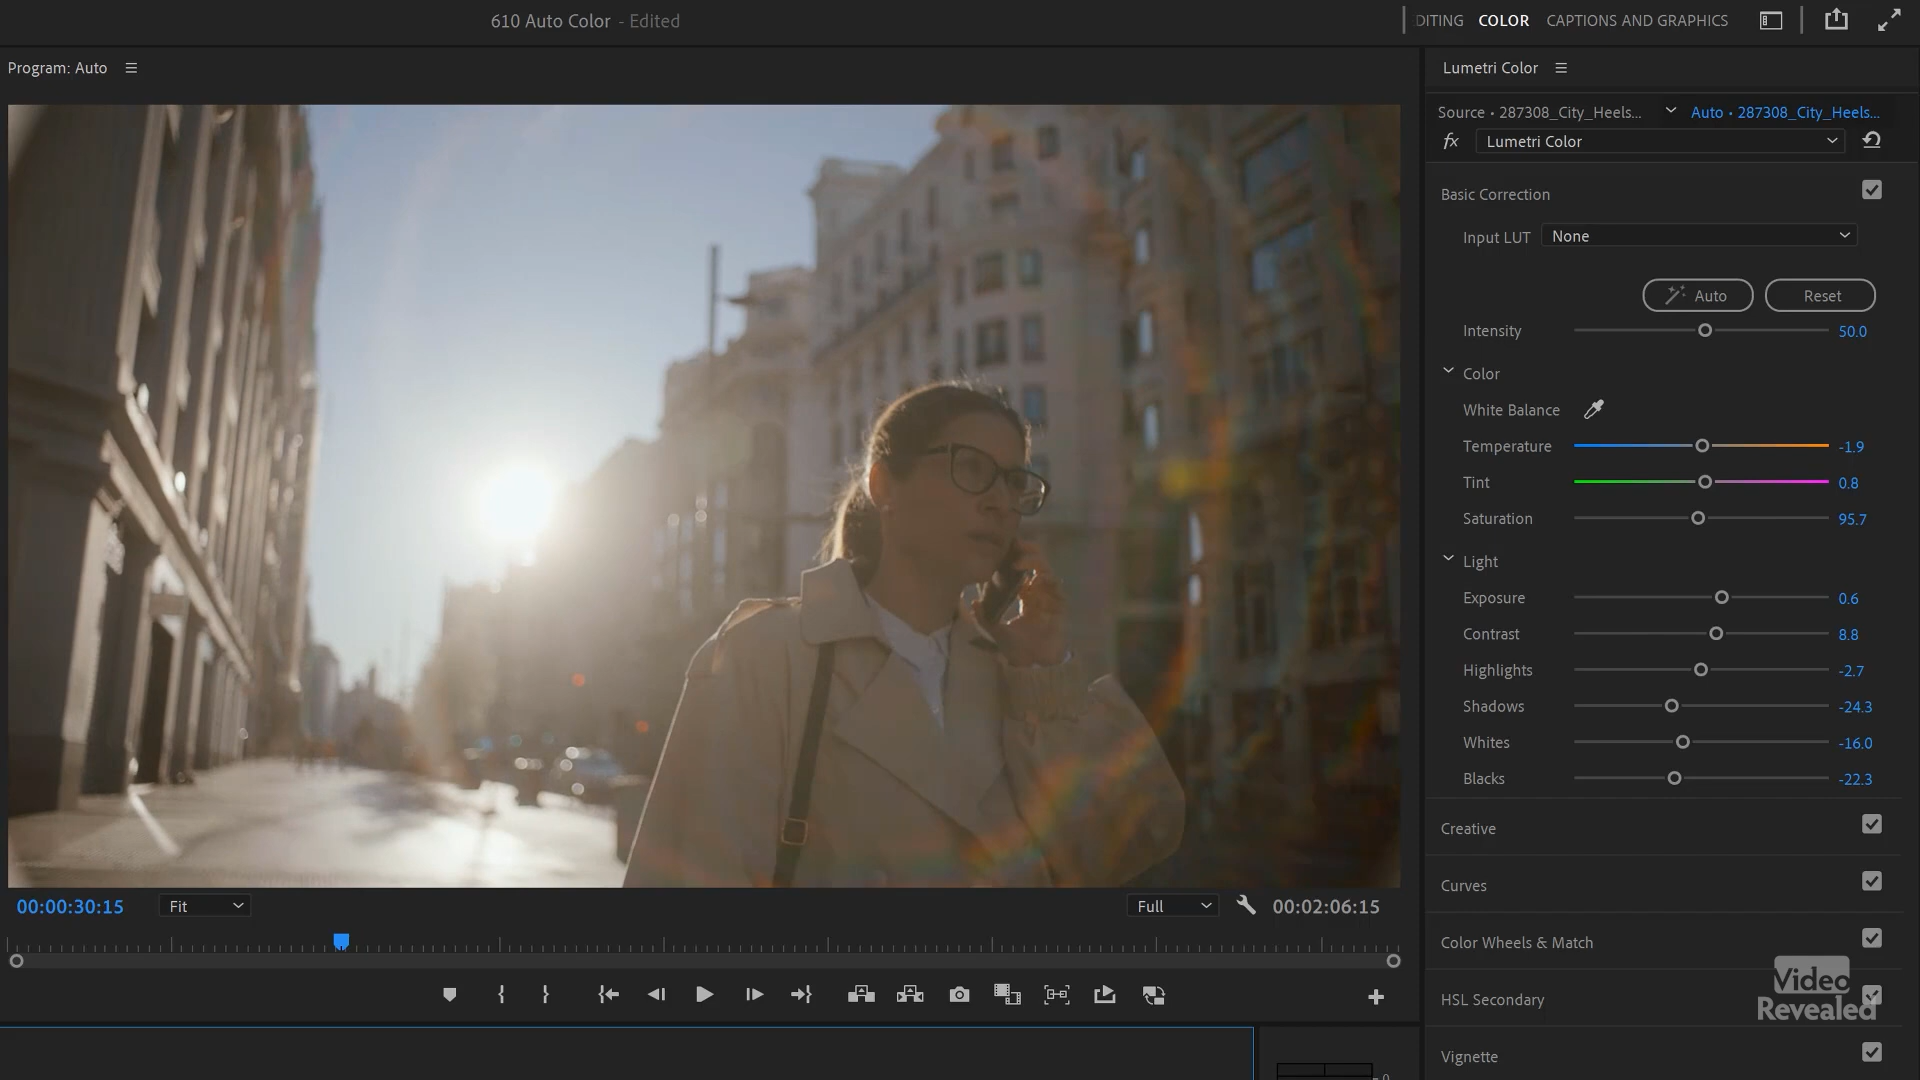 610 Auto Color - Edited
DITING COLOR CAPTIONS AND GRAPHICS
Program: Auto
Lumetri Color
Source • 287308_City_Heels... Auto • 287308_City_Heels...
fx Lumetri Color
Basic Correction
Input LUT None
Auto Reset
Intensity 50.0
Color
White Balance
Temperature -1.9
Tint 0.8
Saturation 95.7
Light
Exposure 0.6
Contrast 8.8
Highlights -2.7
Shadows -24.3
Whites -16.0
Blacks -22.3
Creative
Curves
00:00:30:15 Fit Full 00:02:06:15
Color Wheels & Match
HSL Secondary
Video
Revealed
Vignette
0